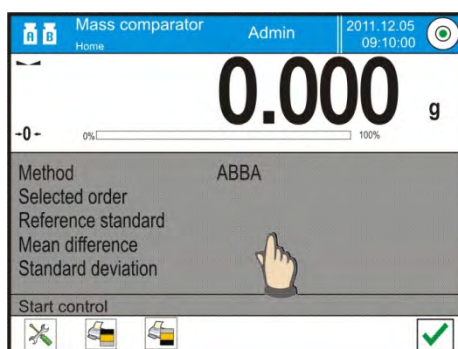 A B Mass comparator Admin 2011.12.05
Home 09:10:00
0.000 g
-0- 0% 100%
Method ABBA
Selected order
Reference standard
Mean difference
Standard deviation
Start control